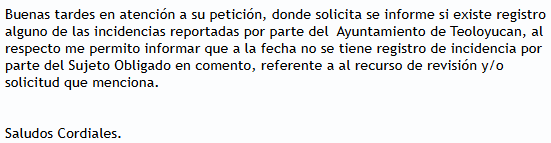 Buenas tardes en atención a su petición, donde solicita se informe si existe registro
alguno de las incidencias reportadas por parte del Ayuntamiento de Teoloyucan, al
respecto me permito informar que a la fecha no se tiene registro de incidencia por
parte del Sujeto Obligado en comento, referente a al recurso de revisión y/o
solicitud que menciona.
Saludos Cordiales.